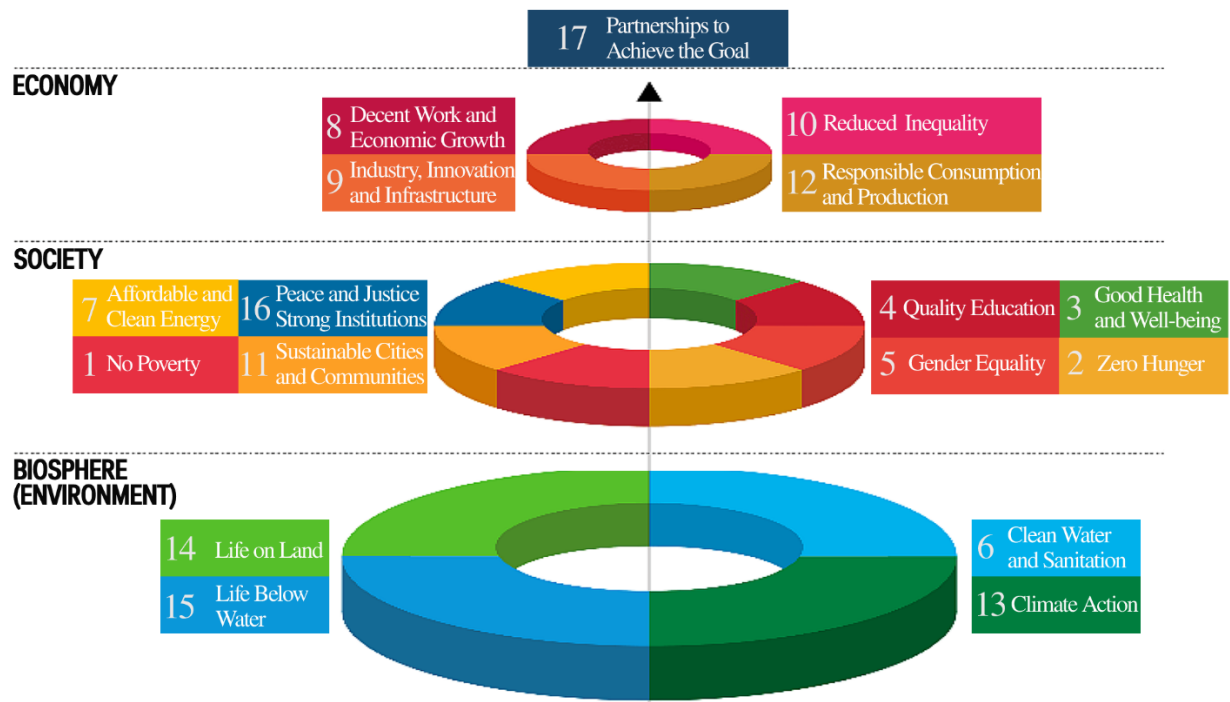 17 Partnerships to
Achieve the Goal
ECONOMY
8 Decent Work and
Economic Growth
9 Industry, Innovation
and Infrastructure
10 Reduced Inequality
12 Responsible Consumption
and Production
SOCIETY
7 Affordable and
Clean Energy
16 Peace and Justice
Strong Institutions
1 No Poverty
11 Sustainable Cities
and Communities
4 Quality Education
3 Good Health
and Well-being
5 Gender Equality
2 Zero Hunger
BIOSPHERE
(ENVIRONMENT)
14 Life on Land
15 Life Below
Water
6 Clean Water
and Sanitation
13 Climate Action